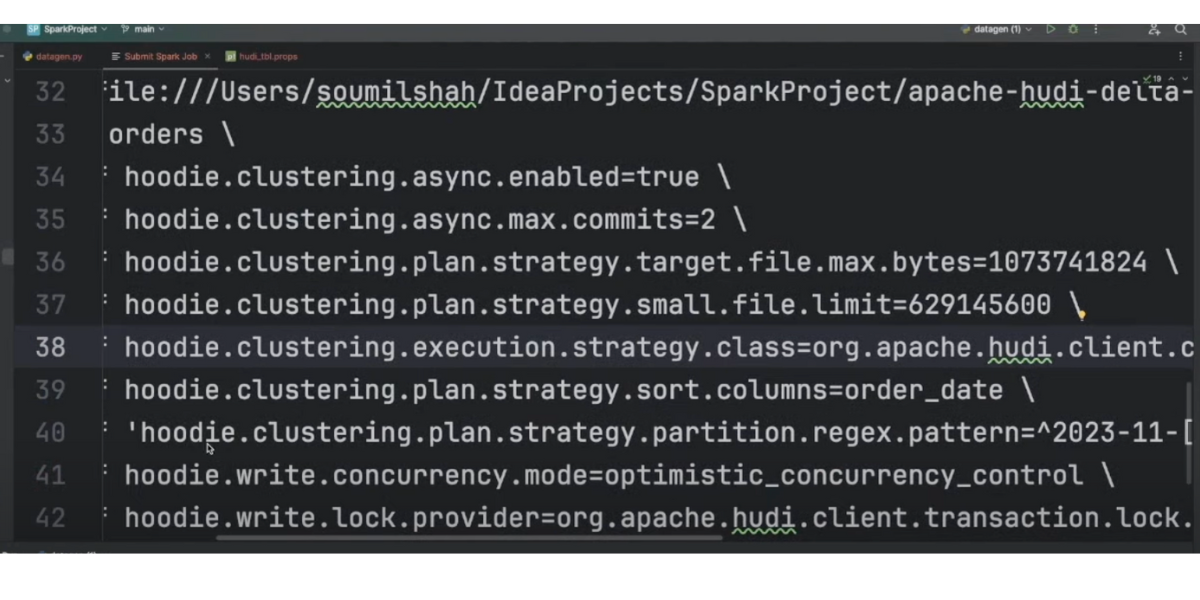 SP SparkProject main datagen (1)
datagen.py Submit Spark Job hudi_tbl.props
19
32 file:///Users/soumilshah/IdeaProjects/SparkProject/apache-hudi-delta-
33 orders \
34 hoodie.clustering.async.enabled=true \
35 hoodie.clustering.async.max.commits=2 \
36 hoodie.clustering.plan.strategy.target.file.max.bytes=1073741824 \
37 hoodie.clustering.plan.strategy.small.file.limit=629145600 \
38 hoodie.clustering.execution.strategy.class=org.apache.hudi.client.c
39 hoodie.clustering.plan.strategy.sort.columns=order_date \
40 'hoodie.clustering.plan.strategy.partition.regex.pattern=^2023-11-[
41 hoodie.write.concurrency.mode=optimistic_concurrency_control \
42 hoodie.write.lock.provider=org.apache.hudi.client.transaction.lock.